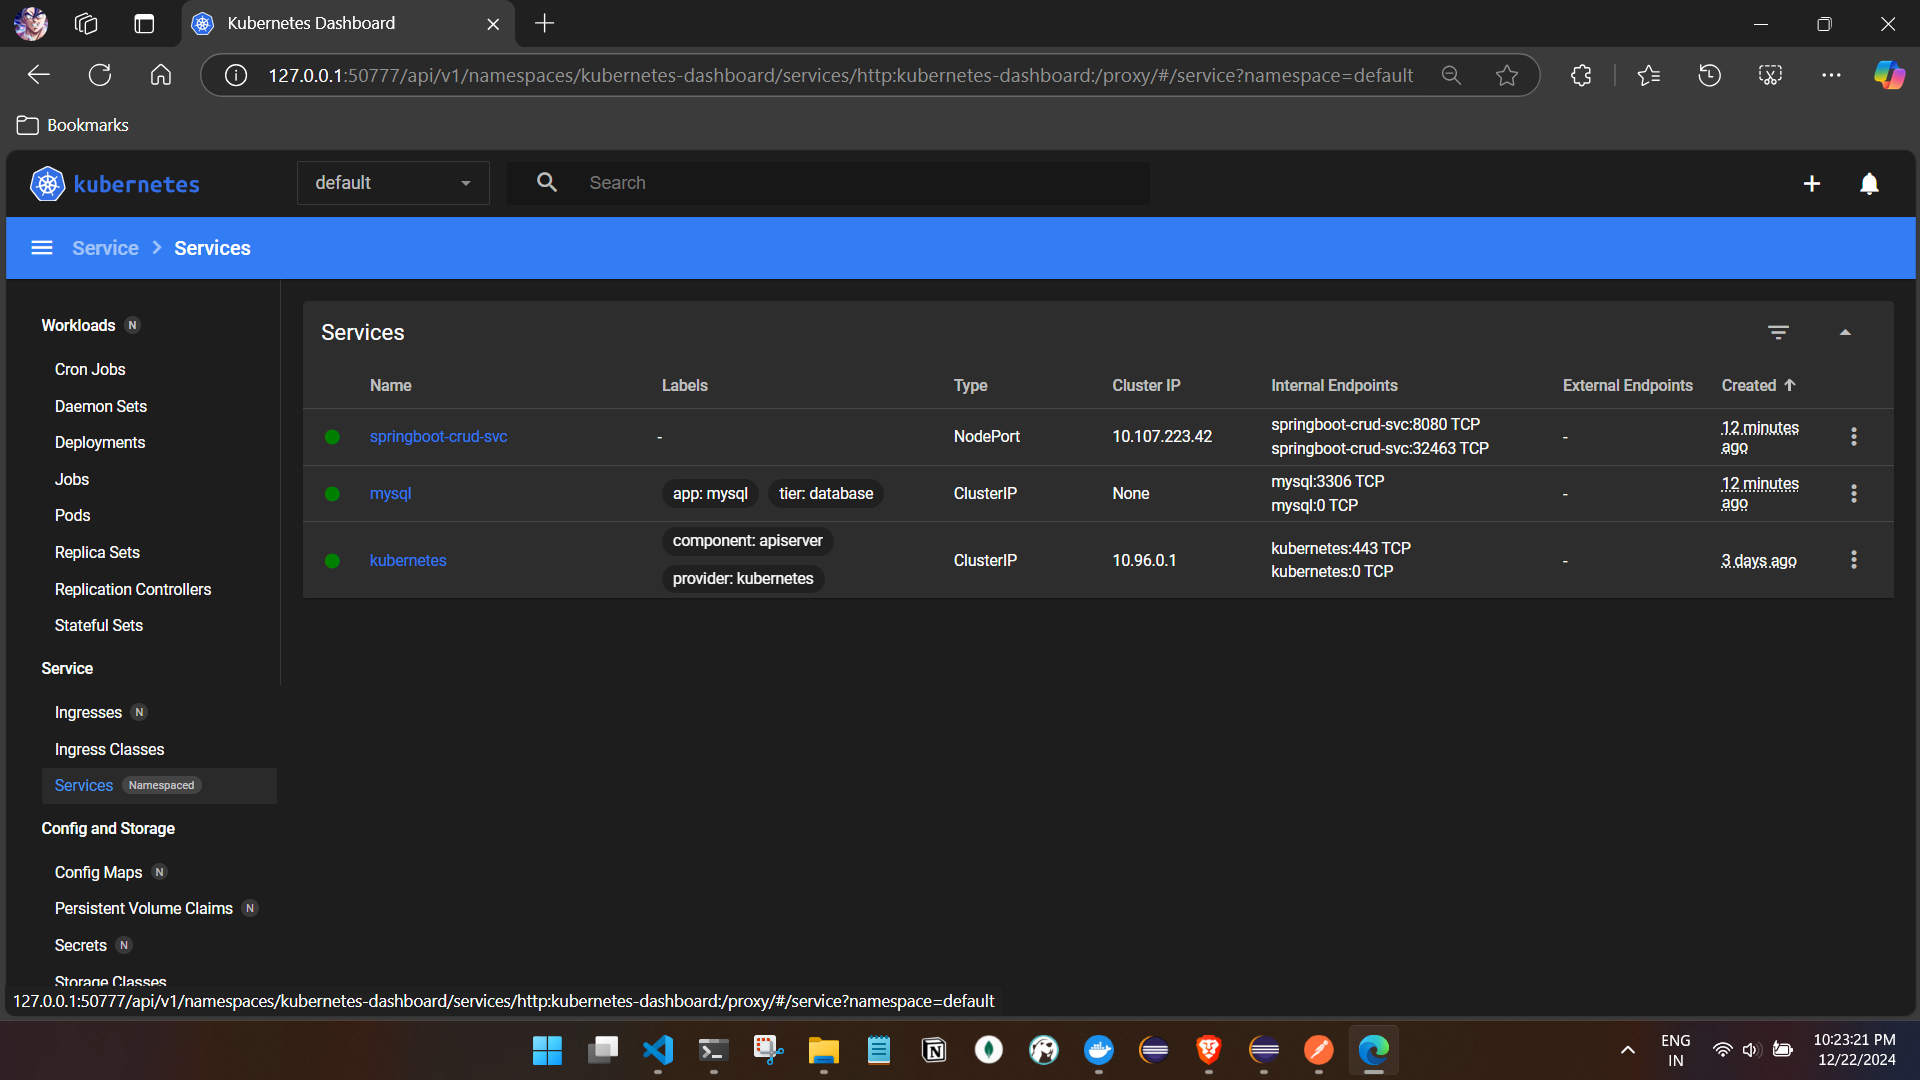 Kubernetes Dashboard
127.0.0.1:50777/api/v1/namespaces/kubernetes-dashboard/services/http:kubernetes-dashboard:/proxy/#/service?namespace=default
Bookmarks
kubernetes
default
Search
Service
Services
Workloads N
Cron Jobs
Daemon Sets
Deployments
Jobs
Pods
Replica Sets
Replication Controllers
Stateful Sets
Service
Ingresses N
Ingress Classes
Services Namespaced
Config and Storage
Config Maps N
Persistent Volume Claims N
Secrets N
Storage Classes
Services
Name Labels Type Cluster IP Internal Endpoints External Endpoints Created
springboot-crud-svc - NodePort 10.107.223.42 springboot-crud-svc:8080 TCP - 12 minutes
springboot-crud-svc:32463 TCP ago
mysql app: mysql tier: database ClusterIP None mysql:3306 TCP - 12 minutes
mysql:0 TCP ago
kubernetes component: apiserver ClusterIP 10.96.0.1 kubernetes:443 TCP - 3 days ago
provider: kubernetes kubernetes:0 TCP
127.0.0.1:50777/api/v1/namespaces/kubernetes-dashboard/services/http:kubernetes-dashboard:/proxy/#/service?namespace=default
ENG
IN
10:23:21 PM
12/22/2024